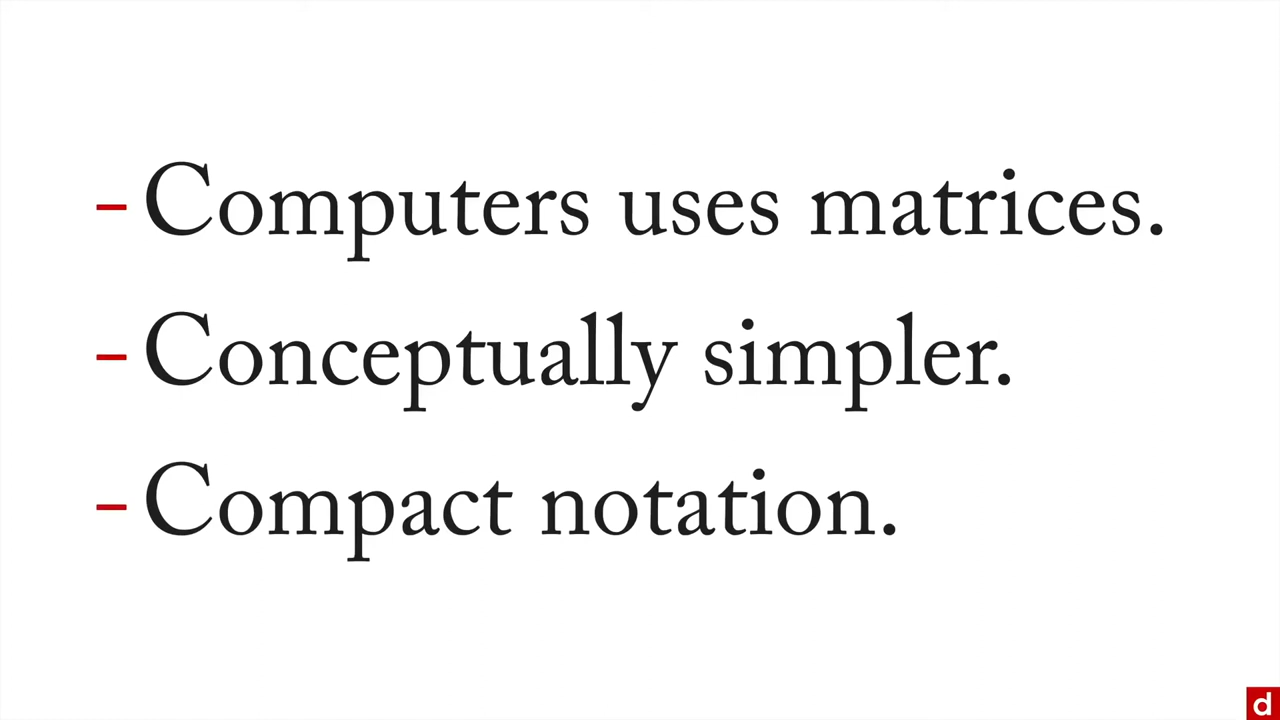 - Computers uses matrices.
- Conceptually simpler.
- Compact notation.
d